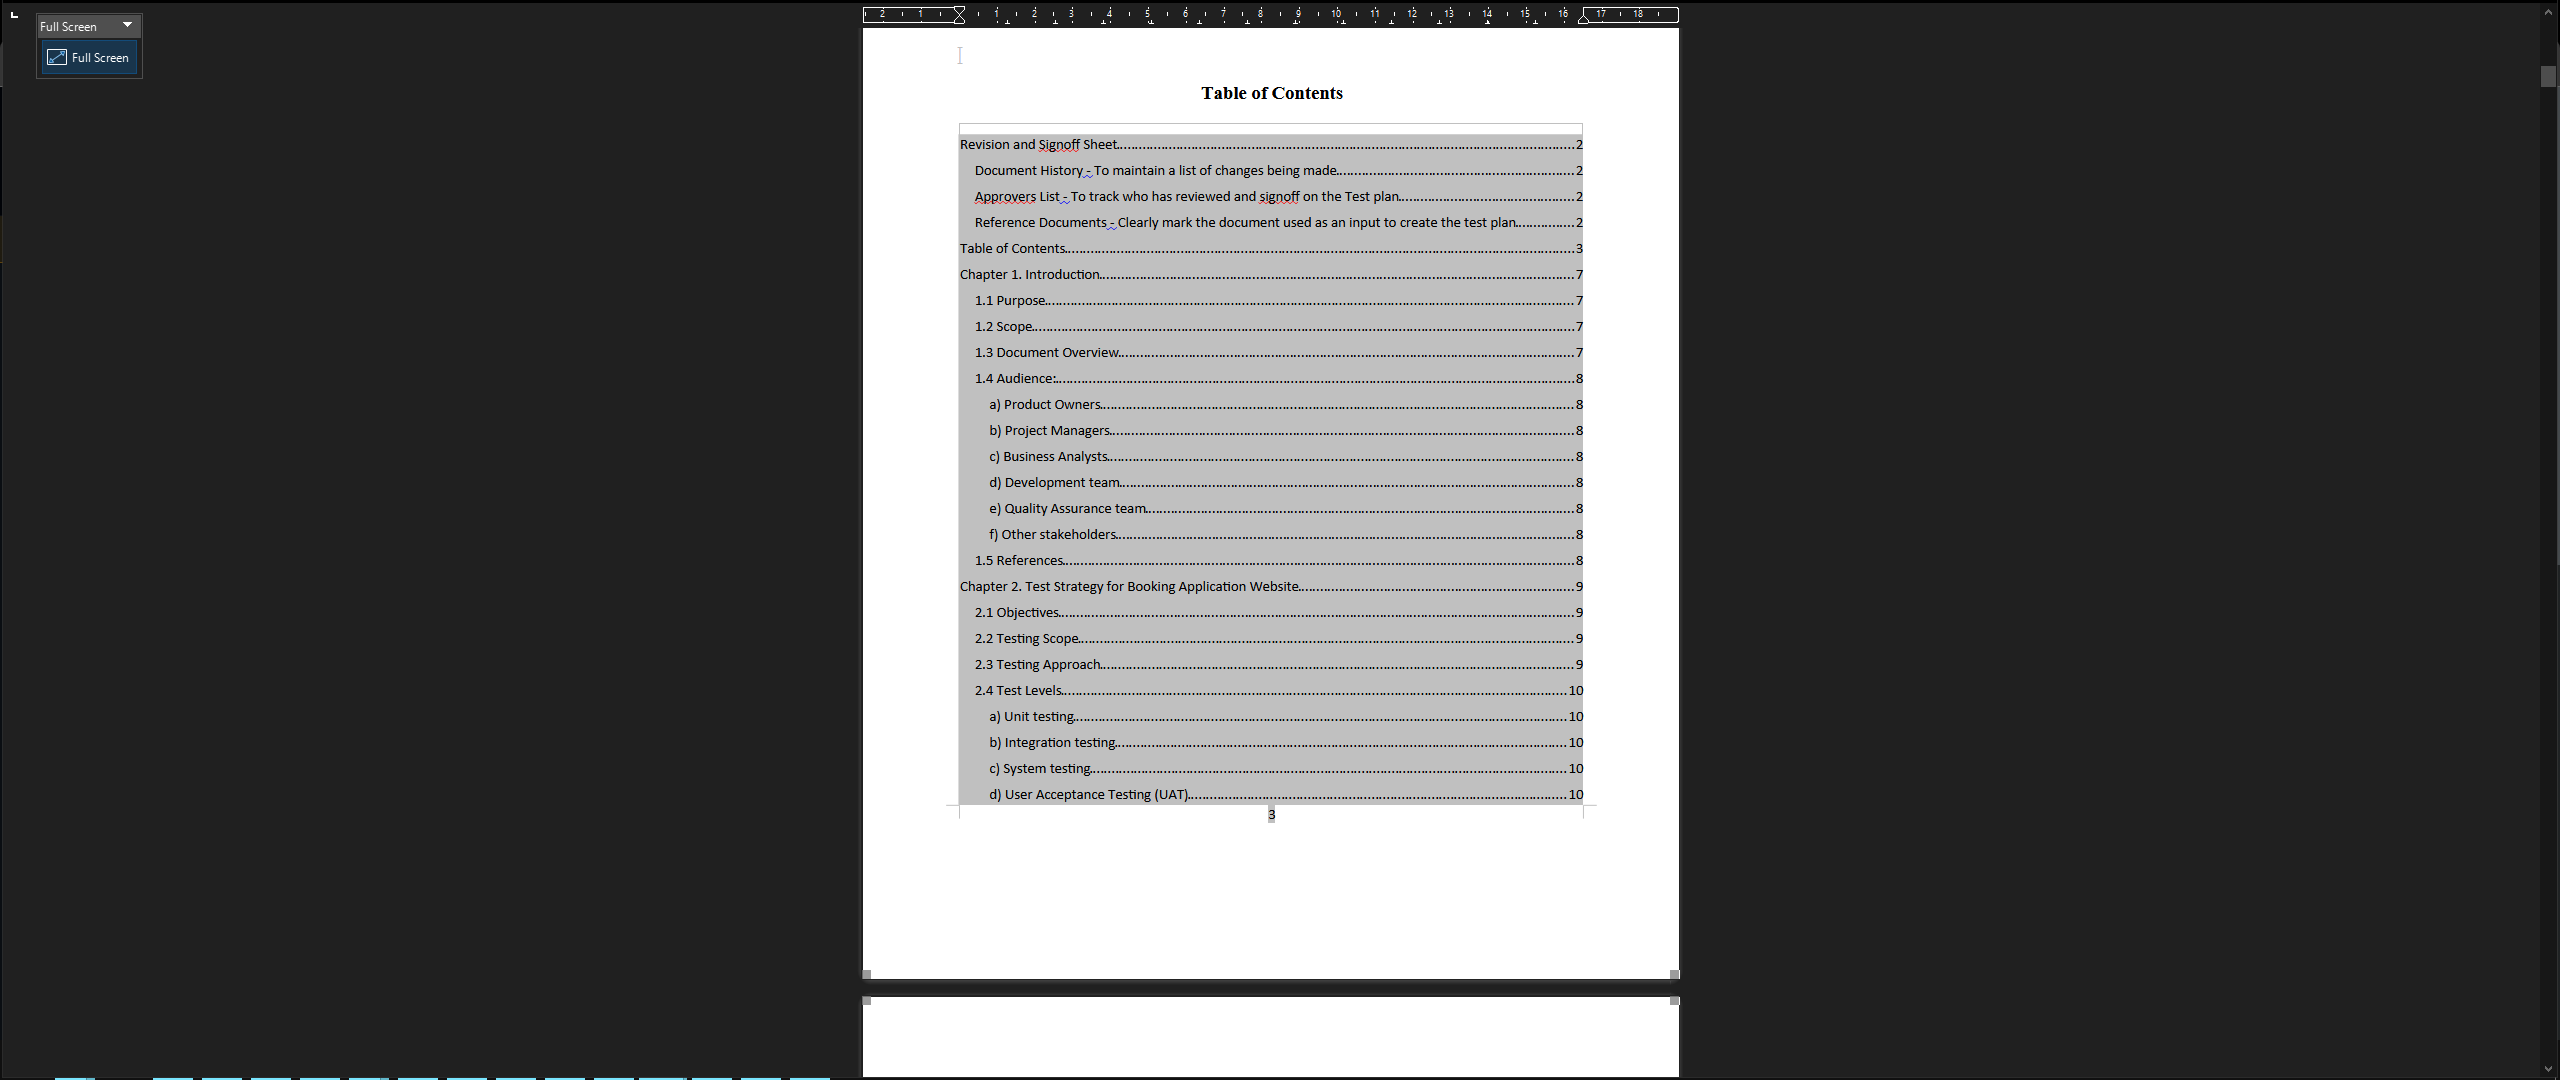 Full Screen
Full Screen
2 1 1 2 3 4 5 6 7 8 9 10 11 12 13 14 15 16 17 18
Table of Contents
Revision and Signoff Sheet....2
Document History - To maintain a list of changes being made....2
Approvers List - To track who has reviewed and signoff on the Test plan....2
Reference Documents - Clearly mark the document used as an input to create the test plan....2
Table of Contents....3
Chapter 1. Introduction....7
1.1 Purpose....7
1.2 Scope....7
1.3 Document Overview....7
1.4 Audience:....8
a) Product Owners....8
b) Project Managers....8
c) Business Analysts....8
d) Development team....8
e) Quality Assurance team....8
f) Other stakeholders....8
1.5 References....8
Chapter 2. Test Strategy for Booking Application Website....9
2.1 Objectives....9
2.2 Testing Scope....9
2.3 Testing Approach....9
2.4 Test Levels....10
a) Unit testing....10
b) Integration testing....10
c) System testing....10
d) User Acceptance Testing (UAT)....10
3